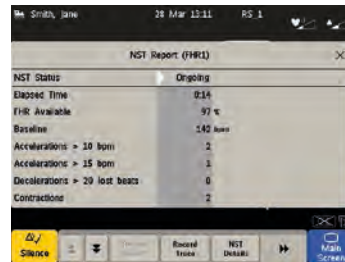 Smith, Jane 28 Mar 13:11 RS_1
NST Report (FHR1)
NST Status Ongoing
Elapsed Time 0:14
FHR Available 97 %
Baseline 142 bpm
Accelerations > 10 bpm 2
Accelerations > 15 bpm 1
Decelerations > 20 lost beats 0
Contractions 2
Silence
Record Trace
NST Details
Main Screen